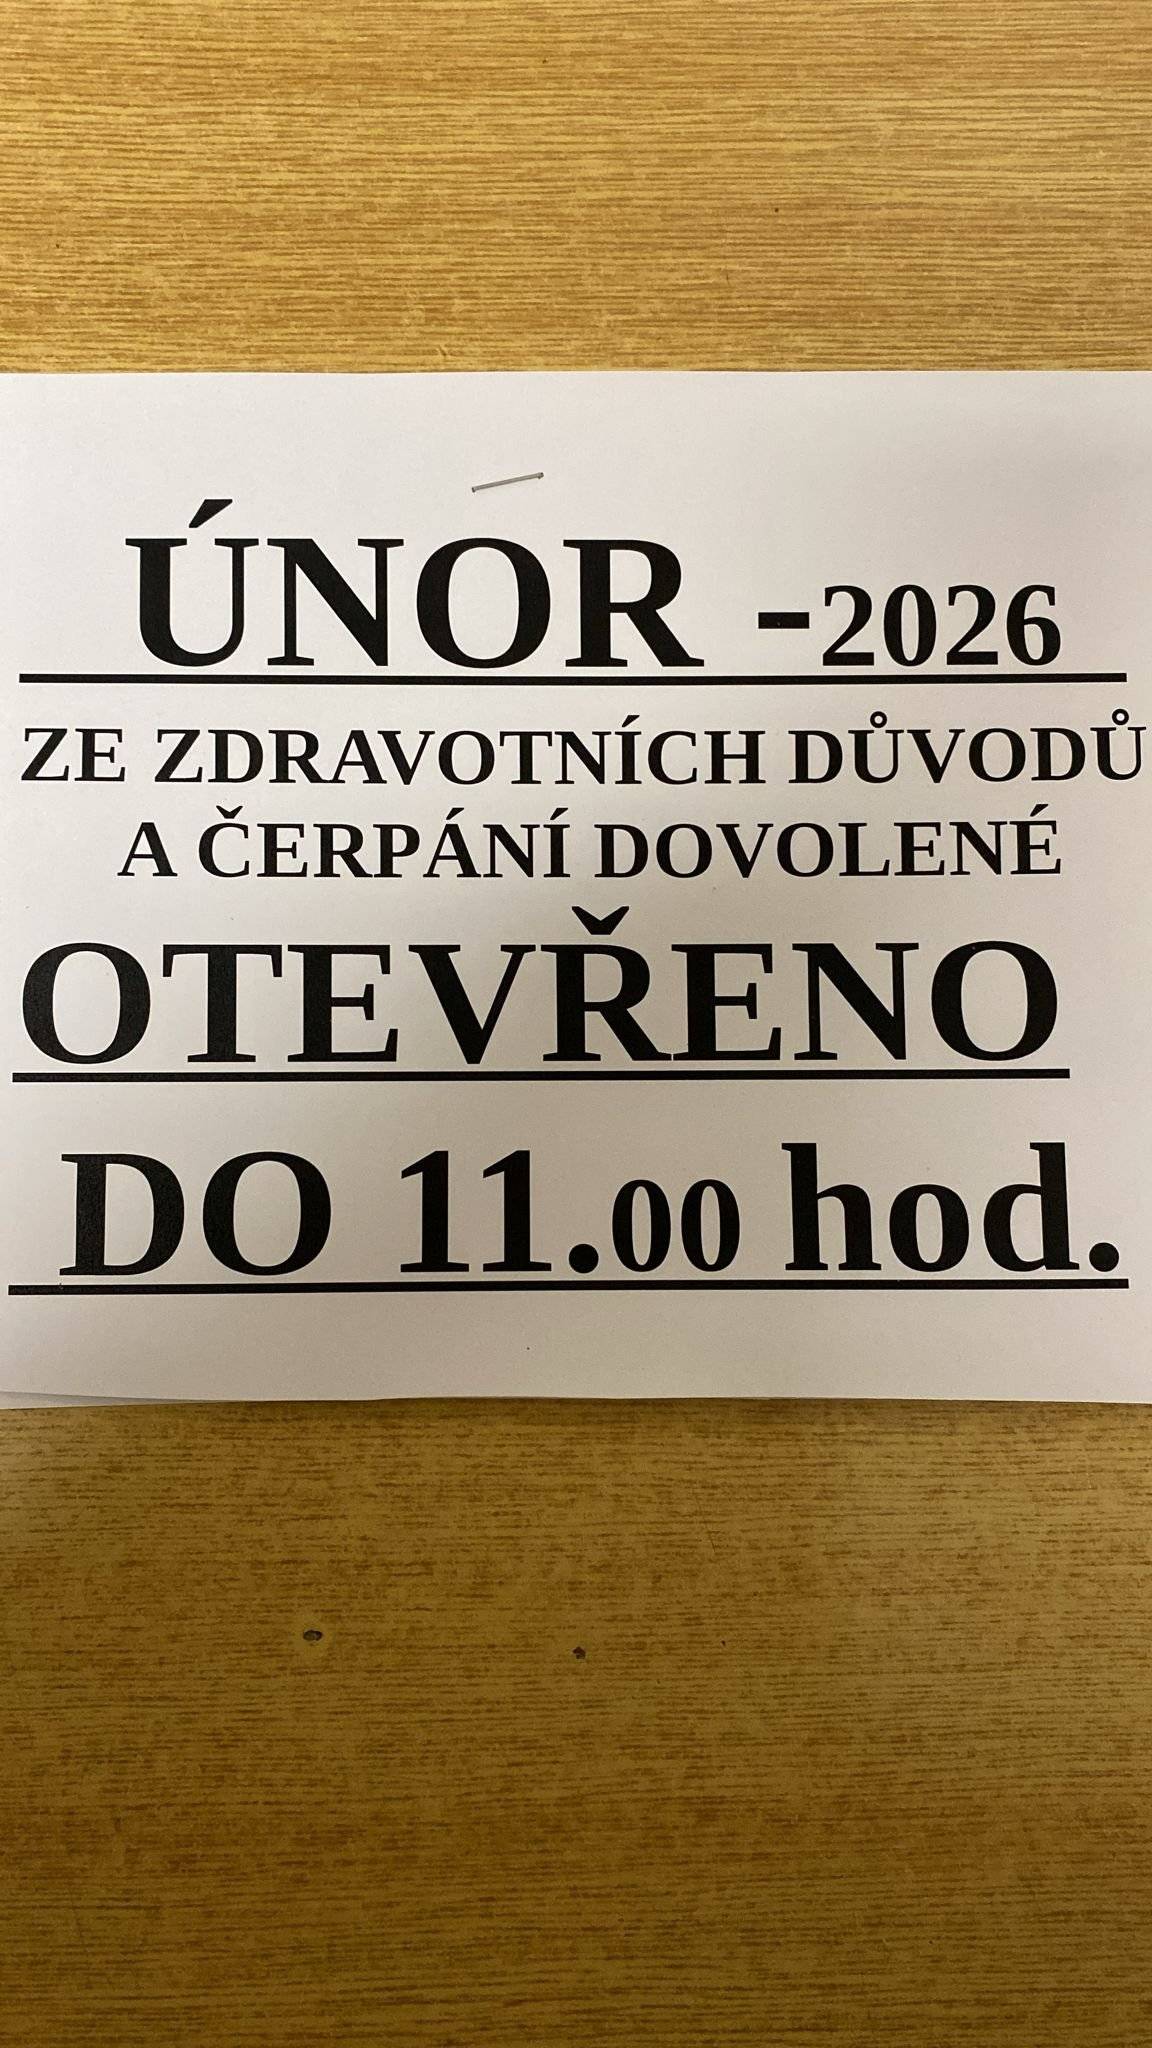 ÚNOR -2026
ZE ZDRAVOTNÍCH DŮVODŮ
A ČERPÁNÍ DOVOLENÉ
OTEVŘENO
DO 11.00 hod.